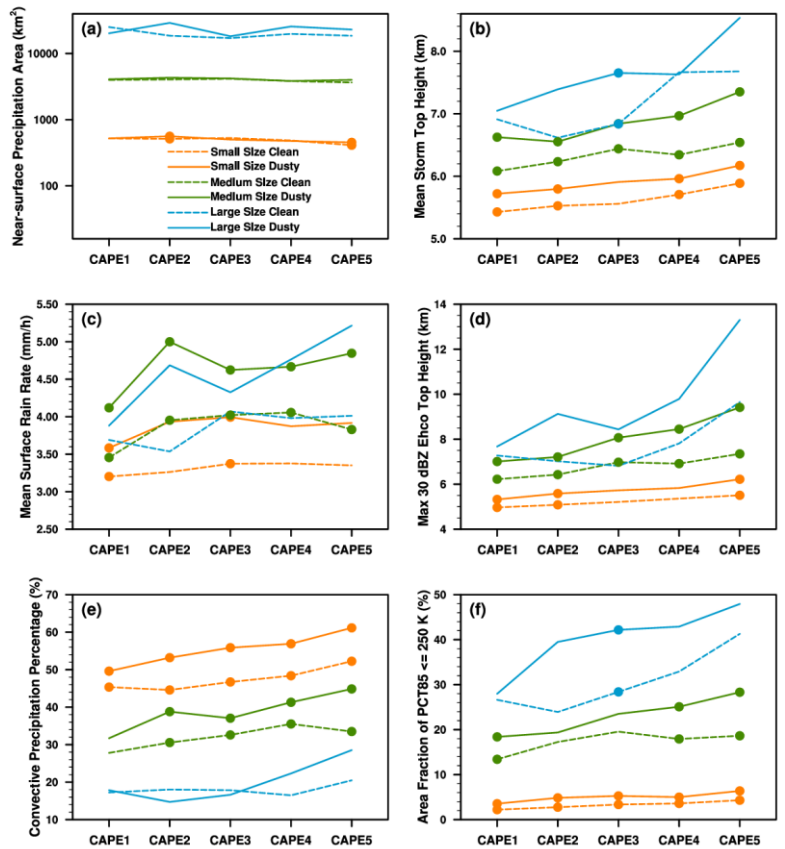 (a)
Near-surface Precipitation Area (km²)
10000
1000
100
Small Size Clean
Small Size Dusty
Medium Size Clean
Medium Size Dusty
Large Size Clean
Large Size Dusty
CAPE1 CAPE2 CAPE3 CAPE4 CAPE5
(b)
Mean Storm Top Height (km)
8.0
7.0
6.0
5.0
CAPE1 CAPE2 CAPE3 CAPE4 CAPE5
(c)
Mean Surface Rain Rate (mm/h)
5.50
5.00
4.50
4.00
3.50
3.00
2.50
CAPE1 CAPE2 CAPE3 CAPE4 CAPE5
(d)
Max 30 dBZ Ehco Top Height (km)
14
12
10
8
6
4
CAPE1 CAPE2 CAPE3 CAPE4 CAPE5
(e)
Convective Precipitation Percentage (%)
70
60
50
40
30
20
10
CAPE1 CAPE2 CAPE3 CAPE4 CAPE5
(f)
Area Fraction of PCT85 <= 250 K (%)
50
40
30
20
10
0
CAPE1 CAPE2 CAPE3 CAPE4 CAPE5